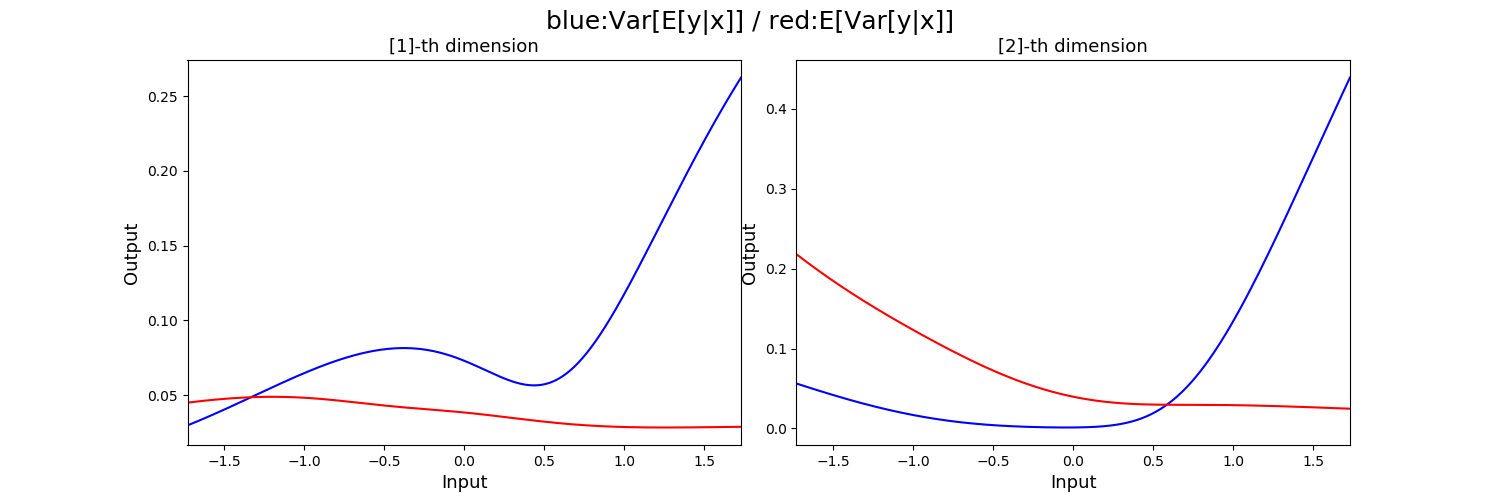 blue:Var[E[y|x]] / red:E[Var[y|x]]
[1]-th dimension
0.25
0.20
0.15
0.10
0.05
Output
−1.5 −1.0 −0.5 0.0 0.5 1.0 1.5
Input
[2]-th dimension
0.4
0.3
0.2
0.1
0.0
Output
−1.5 −1.0 −0.5 0.0 0.5 1.0 1.5
Input